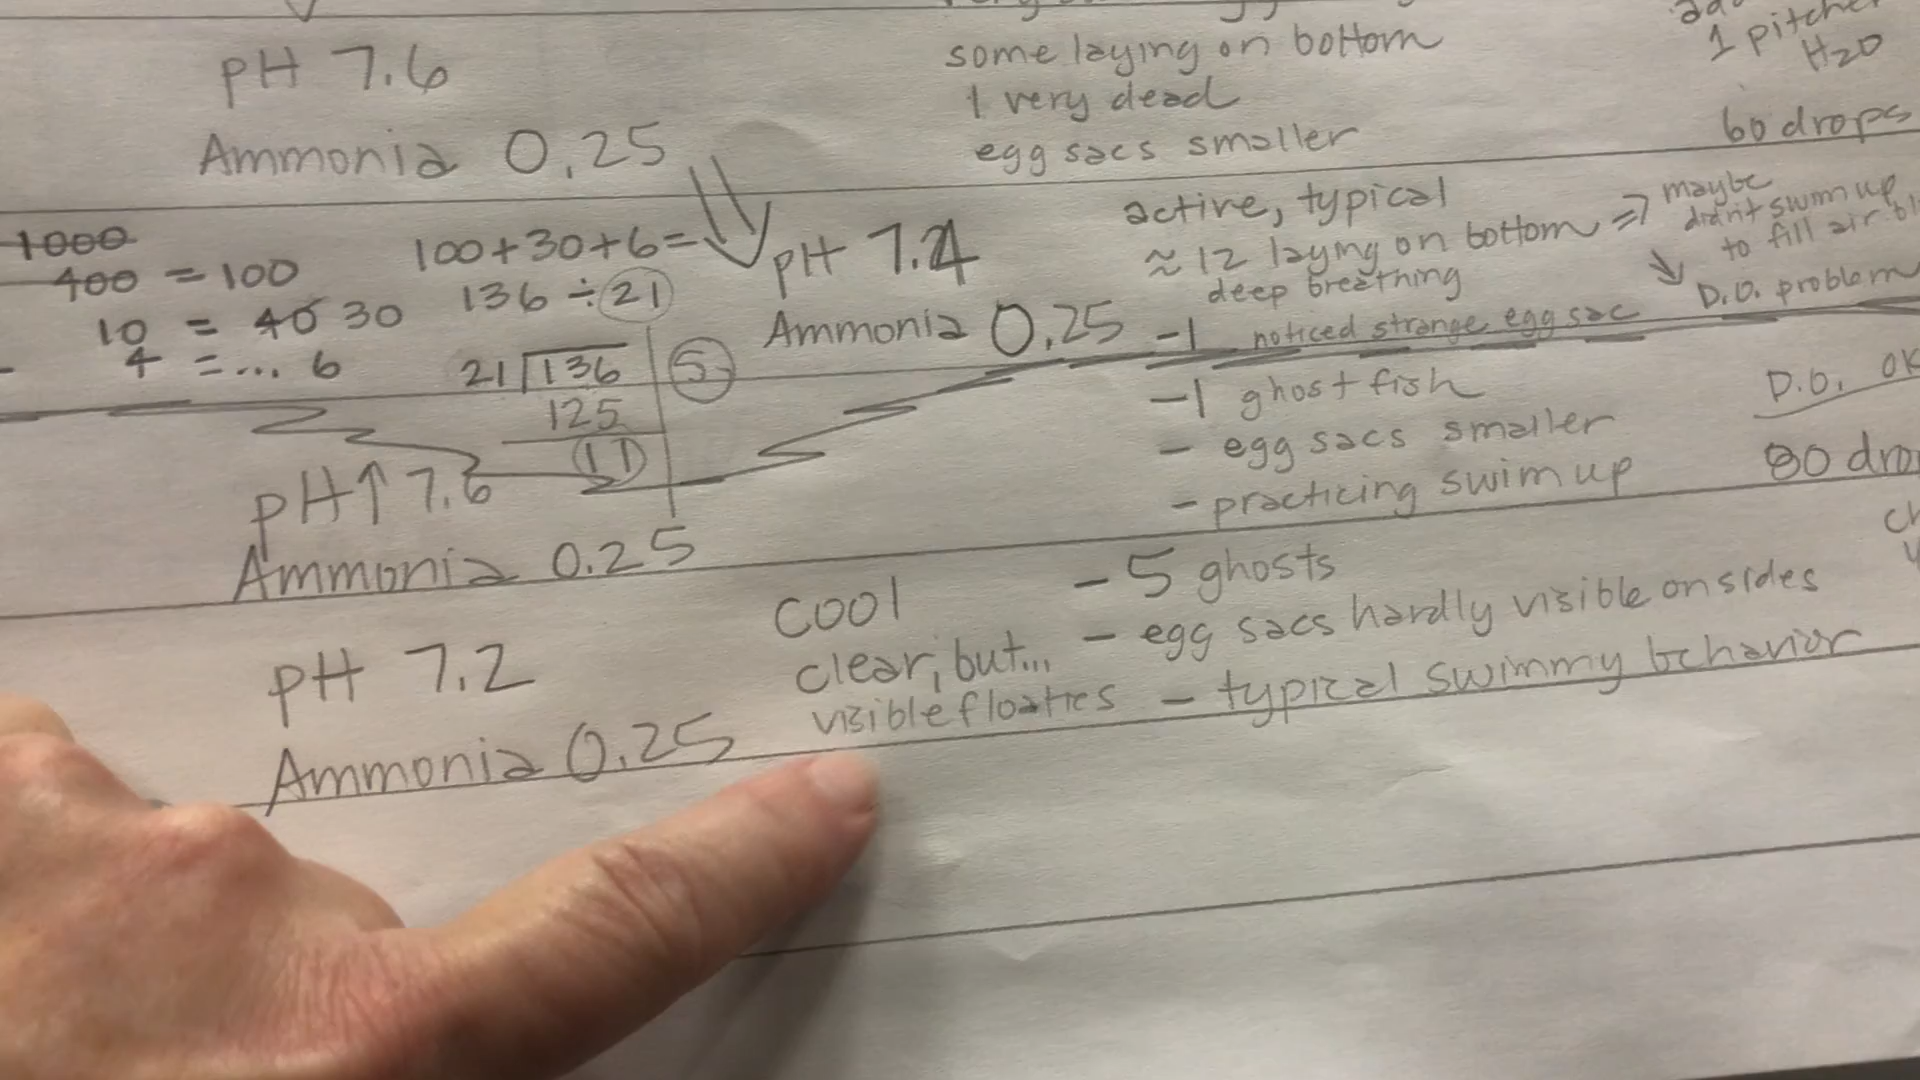 pH 7.6
Ammonia 0.25
some laying on bottom
1 very dead
egg sacs smaller
1 pitcher
H2O
60 drops
1000
400 = 100
10 = 40 30
4 = ... 6
100+30+6=
136 ÷ 21
21 136
125
11
5
pH 7.4
Ammonia 0.25
active, typical
≈ 12 laying on bottom ⇒ maybe
didn't swim up
to fill air
deep breathing
D.O. problem
-1 noticed strange egg sac
pH↑ 7.6
Ammonia 0.25
-1 ghost fish
- egg sacs smaller
- practicing swim up
D.O. OK
80
pH 7.2
Ammonia 0.25
cool
clear, but...
visible floaties
- 5 ghosts
- egg sacs hardly visible on sides
- typical swimmy behavior